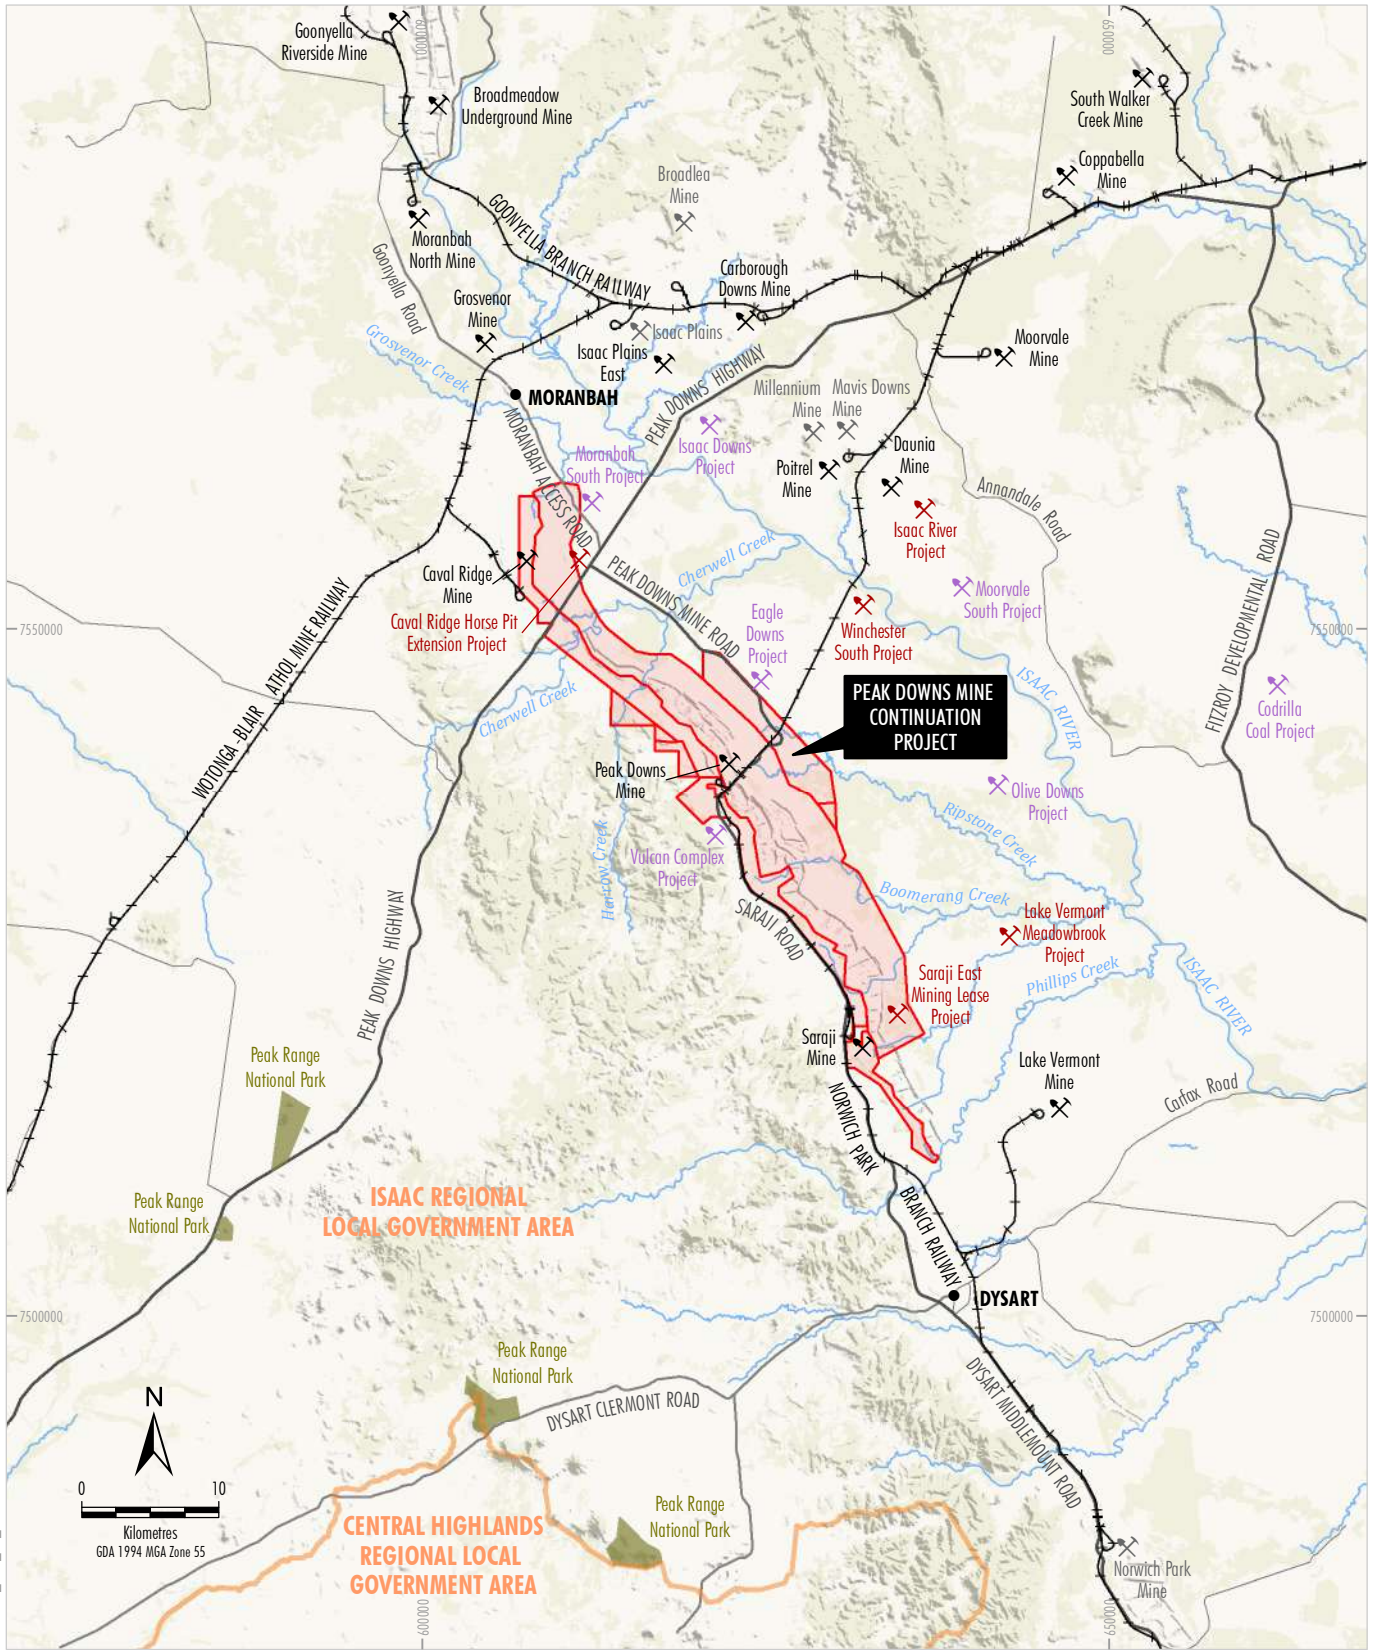 Goonyella
Riverside Mine
600000
650000
Broadmeadow
Underground Mine
South Walker
Creek Mine
Coppabella
Mine
Broadlea
Mine
Moranbah
North Mine
GOONYELLA BRANCH RAILWAY
Goonyella Road
Carborough
Downs Mine
Grosvenor
Mine
Grosvenor Creek
Isaac Plains
Isaac Plains
East
Moorvale
Mine
PEAK DOWNS HIGHWAY
MORANBAH
Millennium
Mine
Mavis Downs
Mine
MORANBAH ACCESS ROAD
Moranbah
South Project
Isaac Downs
Project
Poitrel
Mine
Daunia
Mine
Annandale Road
Isaac River
Project
Cherwell Creek
Caval Ridge
Mine
PEAK DOWNS MINE ROAD
Moorvale
South Project
Caval Ridge Horse Pit
Extension Project
Eagle
Downs
Project
Winchester
South Project
7550000
7550000
WOTONGA-BLAIR ATHOL MINE RAILWAY
FITZROY DEVELOPMENTAL ROAD
ISAAC RIVER
PEAK DOWNS MINE
CONTINUATION
PROJECT
Codrilla
Coal Project
Cherwell Creek
Peak Downs
Mine
Olive Downs
Project
Ripstone Creek
Harrow Creek
Vulcan Complex
Project
Boomerang Creek
SARAJI ROAD
PEAK DOWNS HIGHWAY
Lake Vermont
Meadowbrook
Project
Saraji East
Mining Lease
Project
Phillips Creek
ISAAC RIVER
Saraji
Mine
Lake Vermont
Mine
Carfax Road
Peak Range
National Park
NORWICH PARK
BRANCH RAILWAY
Peak Range
National Park
ISAAC REGIONAL
LOCAL GOVERNMENT AREA
DYSART
7500000
7500000
Peak Range
National Park
DYSART CLERMONT ROAD
DYSART MIDDLEMOUNT ROAD
N
0
10
Kilometres
GDA 1994 MGA Zone 55
Peak Range
National Park
CENTRAL HIGHLANDS
REGIONAL LOCAL
GOVERNMENT AREA
Norwich Park
Mine
600000
650000